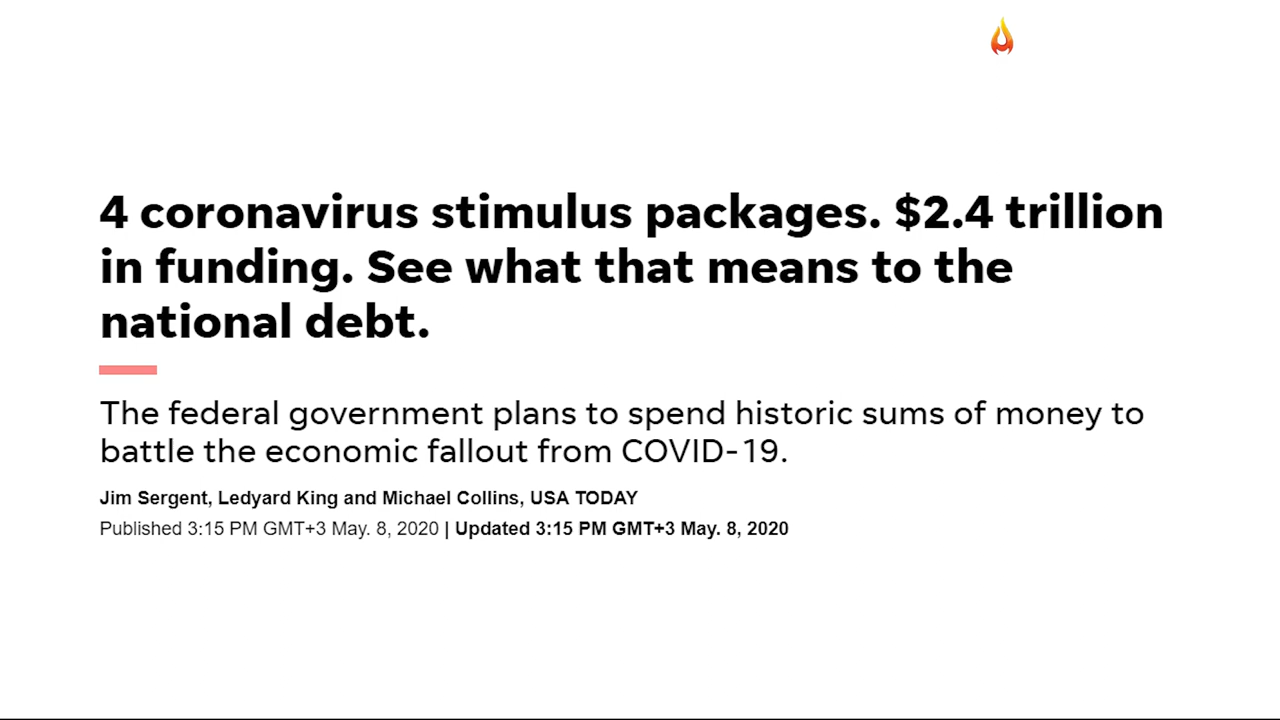 4 coronavirus stimulus packages. $2.4 trillion
in funding. See what that means to the
national debt.
The federal government plans to spend historic sums of money to
battle the economic fallout from COVID-19.
Jim Sergent, Ledyard King and Michael Collins, USA TODAY
Published 3:15 PM GMT+3 May. 8, 2020 | Updated 3:15 PM GMT+3 May. 8, 2020